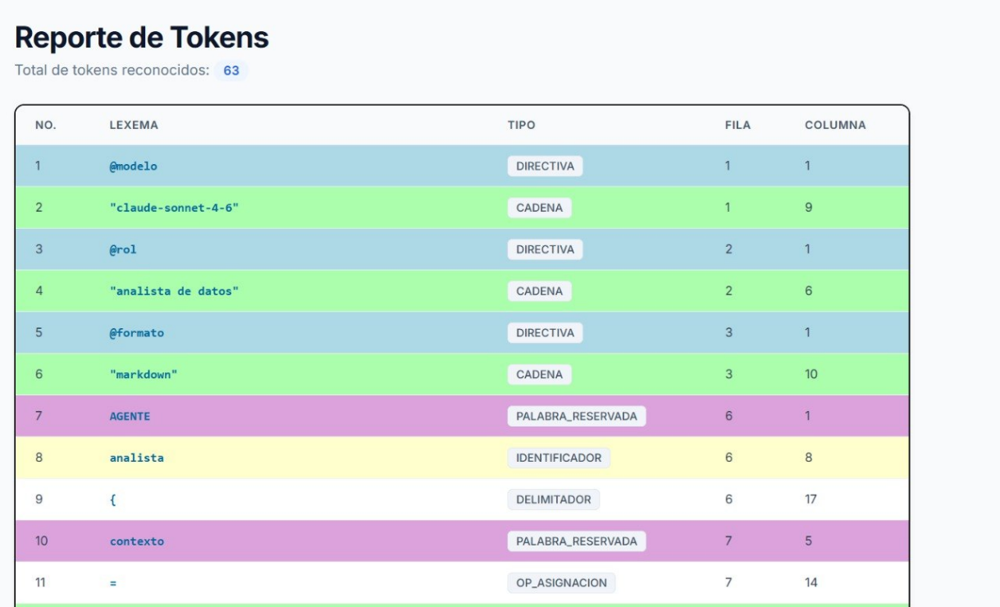 Reporte de Tokens
Total de tokens reconocidos: 63
NO. LEXEMA TIPO FILA COLUMNA
1 @modelo DIRECTIVA 1 1
2 "claude-sonnet-4-6" CADENA 1 9
3 @rol DIRECTIVA 2 1
4 "analista de datos" CADENA 2 6
5 @formato DIRECTIVA 3 1
6 "markdown" CADENA 3 10
7 AGENTE PALABRA_RESERVADA 6 1
8 analista IDENTIFICADOR 6 8
9 { DELIMITADOR 6 17
10 contexto PALABRA_RESERVADA 7 5
11 = OP_ASIGNACION 7 14